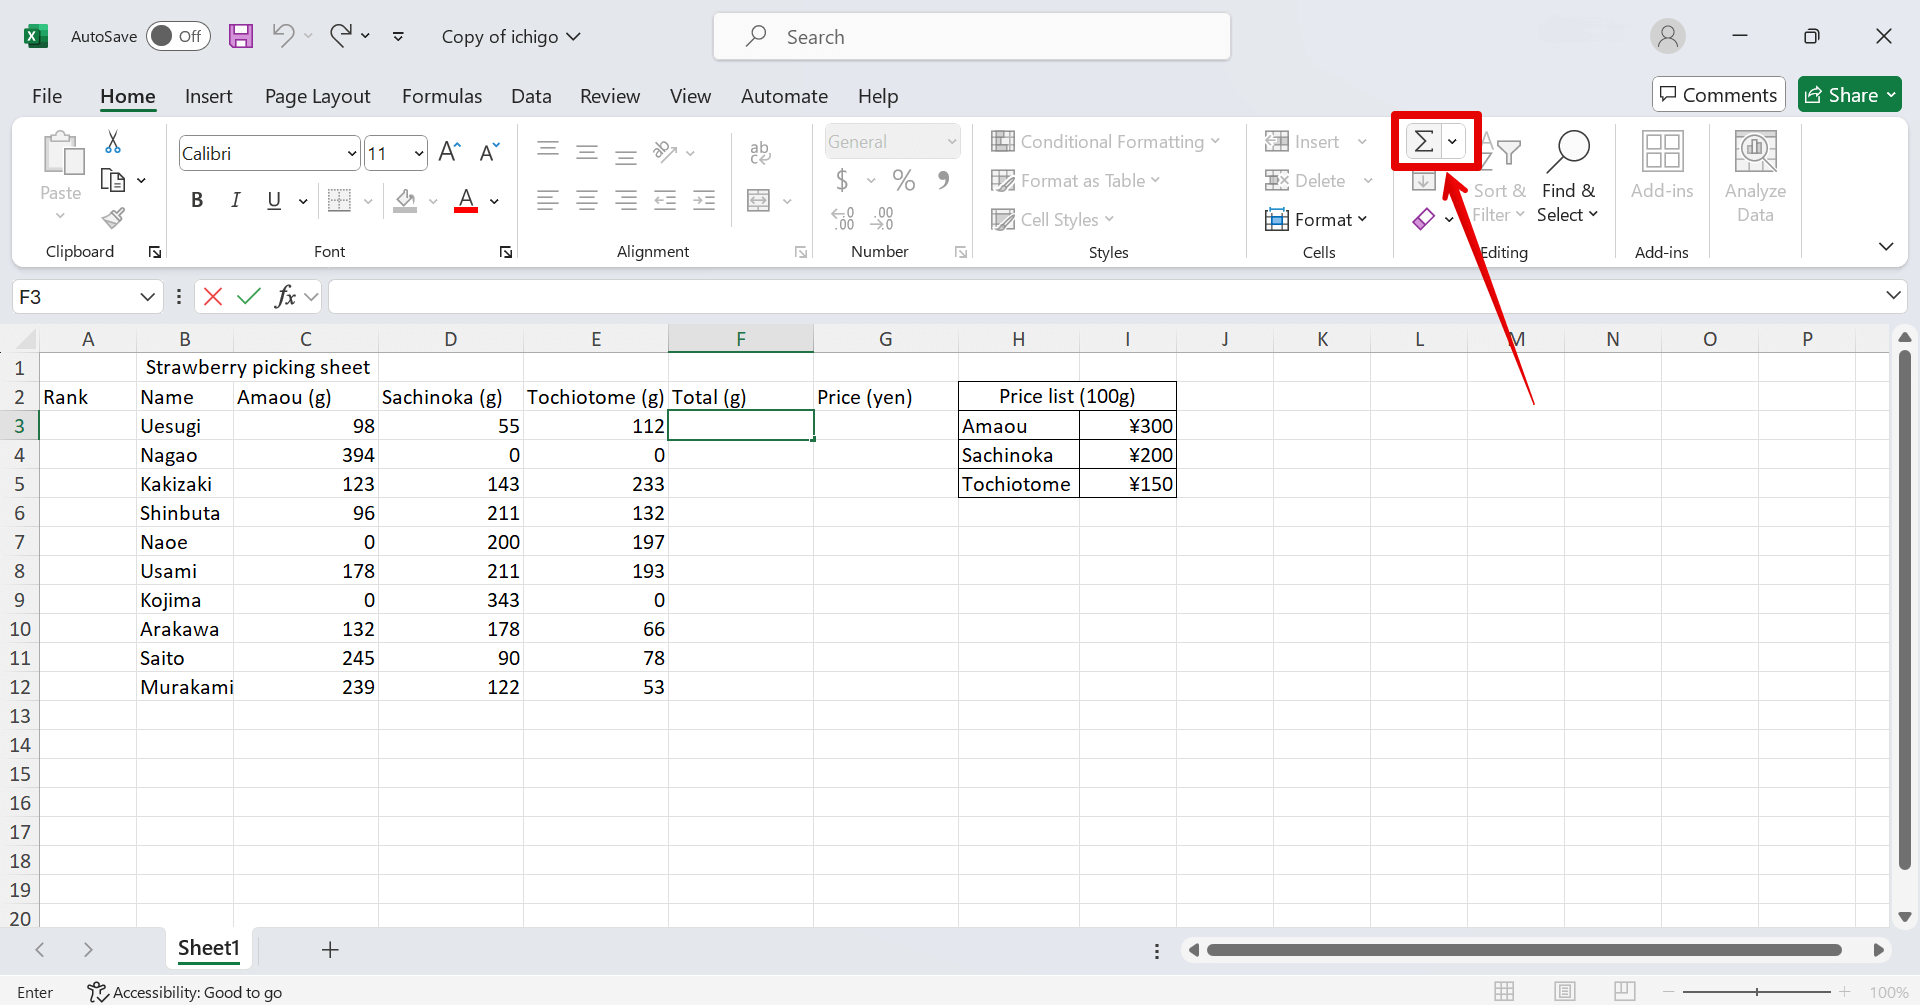 AutoSave Off Copy of ichigo Search
File Home Insert Page Layout Formulas Data Review View Automate Help Comments Share
Paste
Clipboard
Calibri 11
B I U A
Font
ab
Alignment
General
$ % 9
.00 .00
Number
Conditional Formatting
Format as Table
Cell Styles
Styles
Insert
Delete
Format
Cells
Σ
Sort & Filter
Find & Select
Editing
Add-ins
Add-ins
Analyze Data
F3 fx
A B C D E F G H I J K L M N O P
1 Strawberry picking sheet
2 Rank Name Amaou (g) Sachinoka (g) Tochiotome (g) Total (g) Price (yen) Price list (100g)
3 Uesugi 98 55 112 Amaou ¥300
4 Nagao 394 0 0 Sachinoka ¥200
5 Kakizaki 123 143 233 Tochiotome ¥150
6 Shinbuta 96 211 132
7 Naoe 0 200 197
8 Usami 178 211 193
9 Kojima 0 343 0
10 Arakawa 132 178 66
11 Saito 245 90 78
12 Murakami 239 122 53
13
14
15
16
17
18
19
20
Sheet1
Enter Accessibility: Good to go 100%